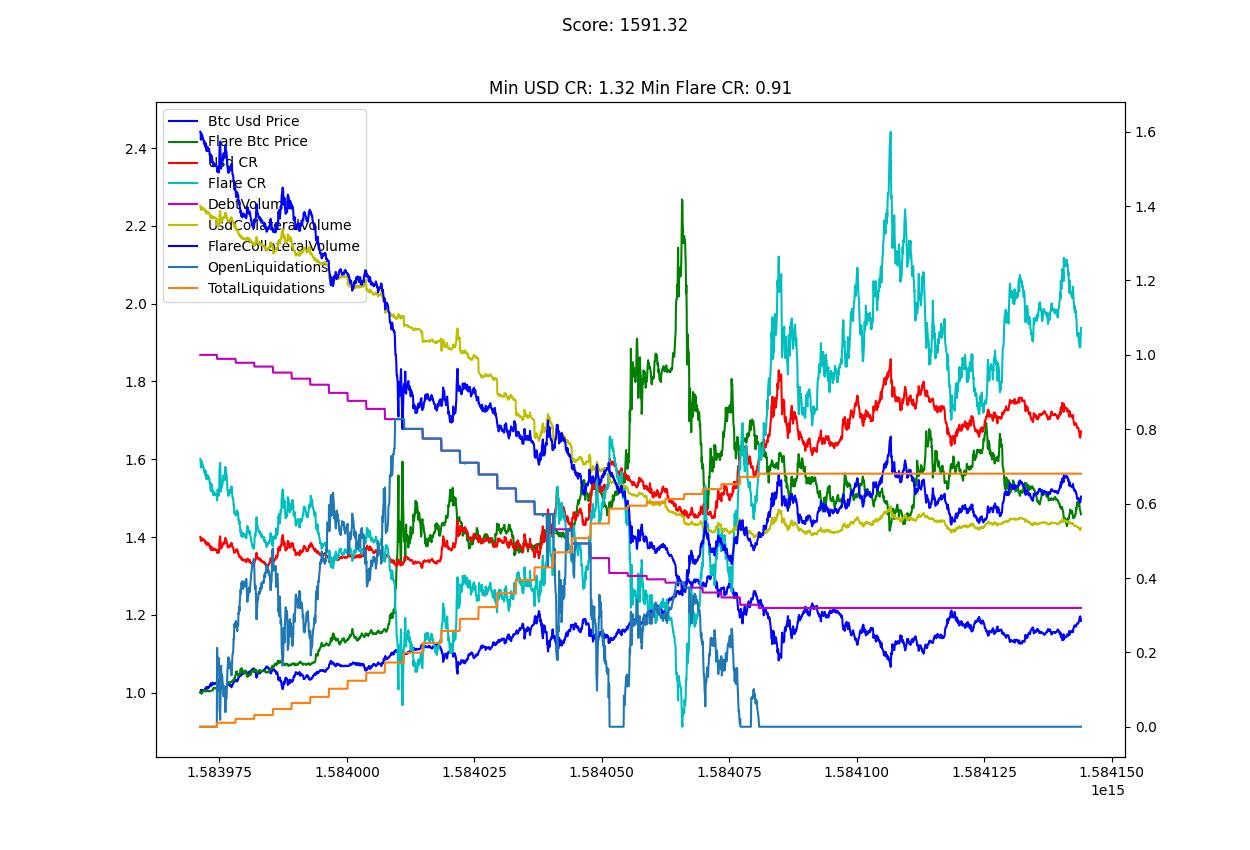 Score: 1591.32
Min USD CR: 1.32 Min Flare CR: 0.91
Btc Usd Price
Flare Btc Price
Usd CR
Flare CR
DebtVolume
UsdCollateralVolume
FlareCollateralVolume
OpenLiquidations
TotalLiquidations
2.4
2.2
2.0
1.8
1.6
1.4
1.2
1.0
1.6
1.4
1.2
1.0
0.8
0.6
0.4
0.2
0.0
1.583975 1.584000 1.584025 1.584050 1.584075 1.584100 1.584125 1.584150
1e15